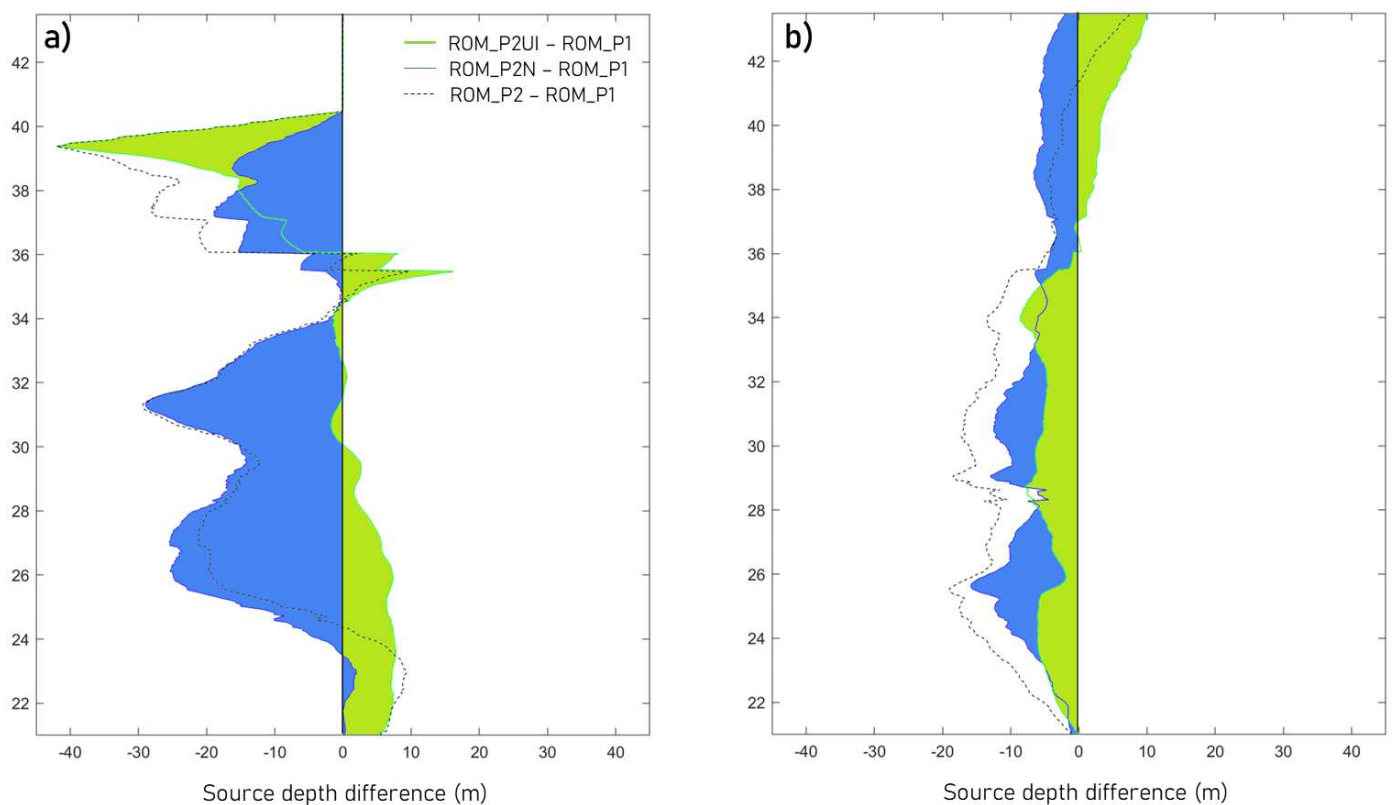 a)
ROM_P2UI – ROM_P1
ROM_P2N – ROM_P1
ROM_P2 – ROM_P1
42
40
38
36
34
32
30
28
26
24
22
-40 -30 -20 -10 0 10 20 30 40
Source depth difference (m)
b)
42
40
38
36
34
32
30
28
26
24
22
-40 -30 -20 -10 0 10 20 30 40
Source depth difference (m)